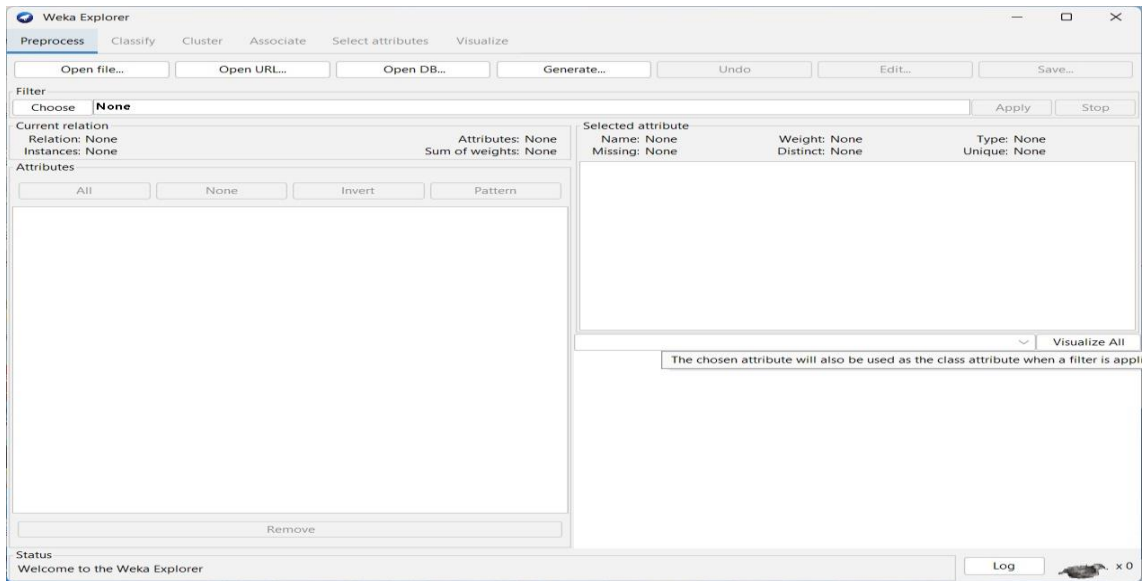 Weka Explorer
Preprocess Classify Cluster Associate Select attributes Visualize
Open file... Open URL... Open DB... Generate... Undo Edit... Save...
Filter
Choose None Apply Stop
Current relation
Relation: None Attributes: None
Instances: None Sum of weights: None
Selected attribute
Name: None Weight: None Type: None
Missing: None Distinct: None Unique: None
Attributes
All None Invert Pattern
Visualize All
The chosen attribute will also be used as the class attribute when a filter is appli
Remove
Status
Welcome to the Weka Explorer
Log x 0